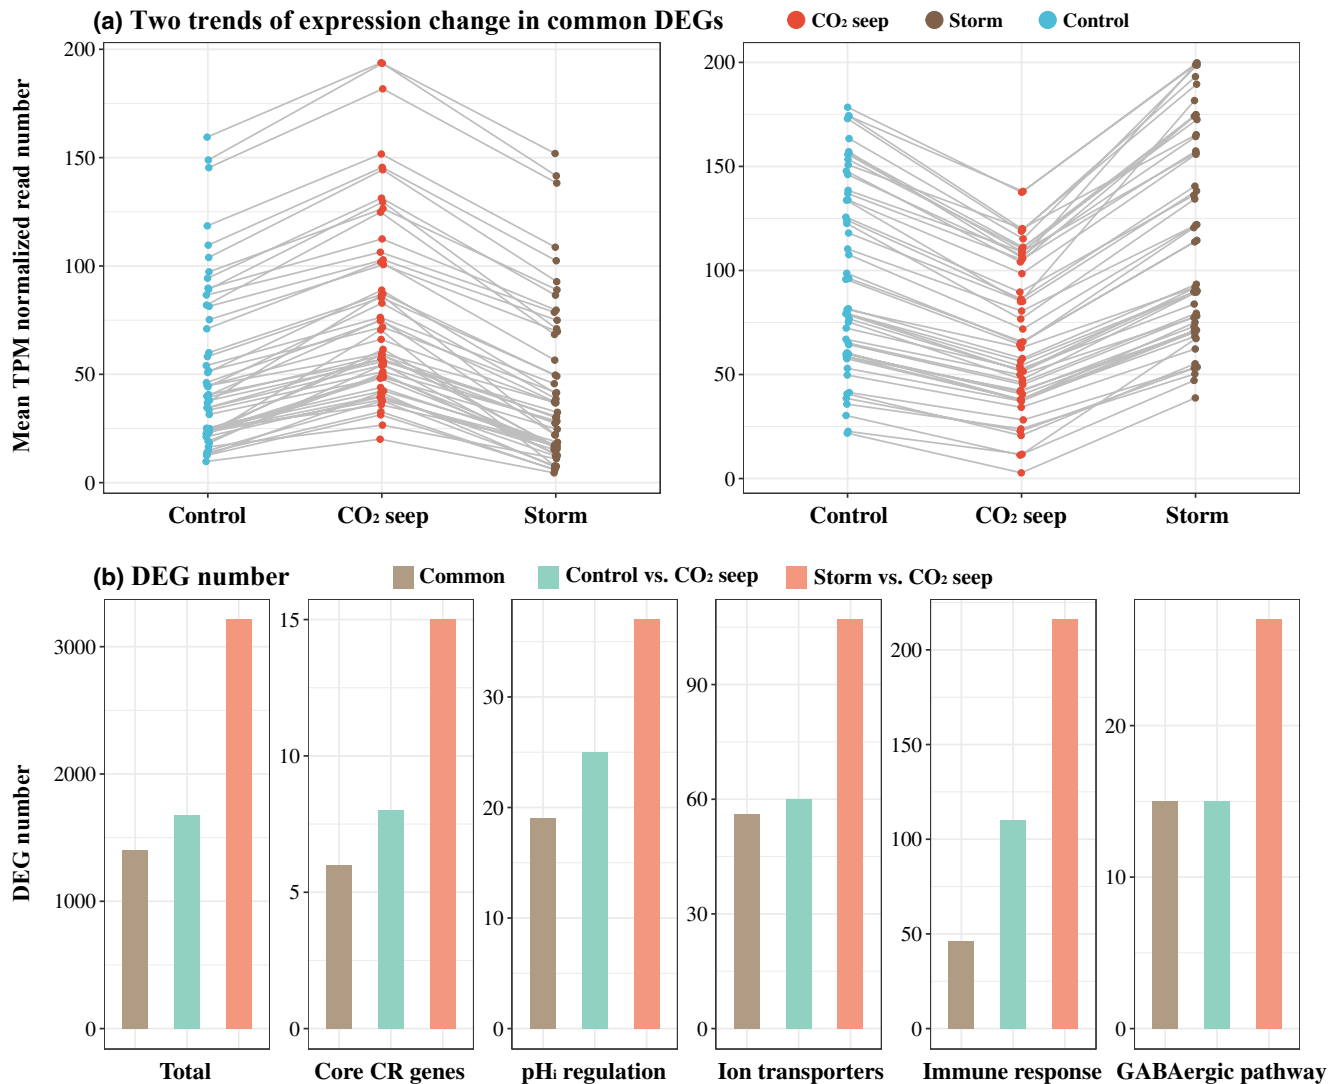 (a) Two trends of expression change in common DEGs
CO₂ seep
Storm
Control
Mean TPM normalized read number
200
150
100
50
0
Control
CO₂ seep
Storm
200
150
100
50
0
Control
CO₂ seep
Storm
(b) DEG number
Common
Control vs. CO₂ seep
Storm vs. CO₂ seep
DEG number
3000
2000
1000
0
Total
15
10
5
0
Core CR genes
30
20
10
0
pHᵢ regulation
90
60
30
0
Ion transporters
200
150
100
50
0
Immune response
20
10
0
GABAergic pathway